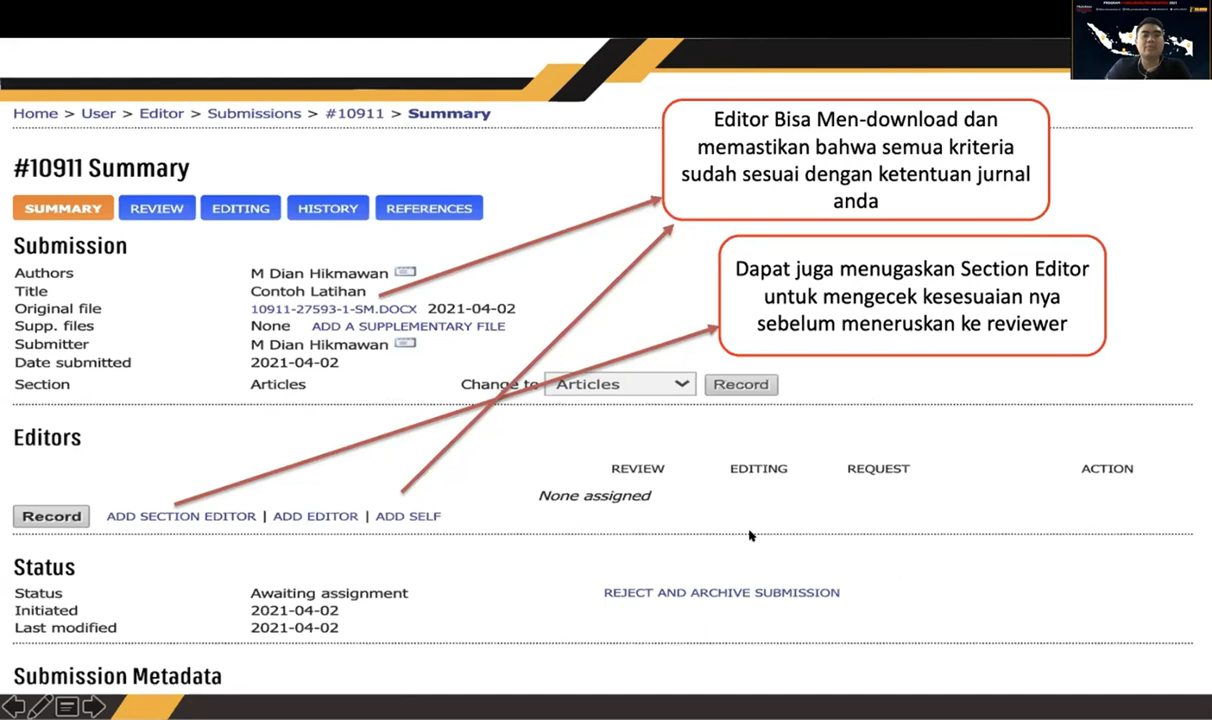 Home > User > Editor > Submissions > #10911 > Summary
Editor Bisa Men-download dan
memastikan bahwa semua kriteria
sudah sesuai dengan ketentuan jurnal
anda
#10911 Summary
SUMMARY REVIEW EDITING HISTORY REFERENCES
Dapat juga menugaskan Section Editor
untuk mengecek kesesuaian nya
sebelum meneruskan ke reviewer
Submission
Authors M Dian Hikmawan
Title Contoh Latihan
Original file 10911-27593-1-SM.DOCX 2021-04-02
Supp. files None ADD A SUPPLEMENTARY FILE
Submitter M Dian Hikmawan
Date submitted 2021-04-02
Section Articles Change to Articles Record
Editors
REVIEW EDITING REQUEST ACTION
None assigned
Record ADD SECTION EDITOR | ADD EDITOR | ADD SELF
Status
Status Awaiting assignment REJECT AND ARCHIVE SUBMISSION
Initiated 2021-04-02
Last modified 2021-04-02
Submission Metadata